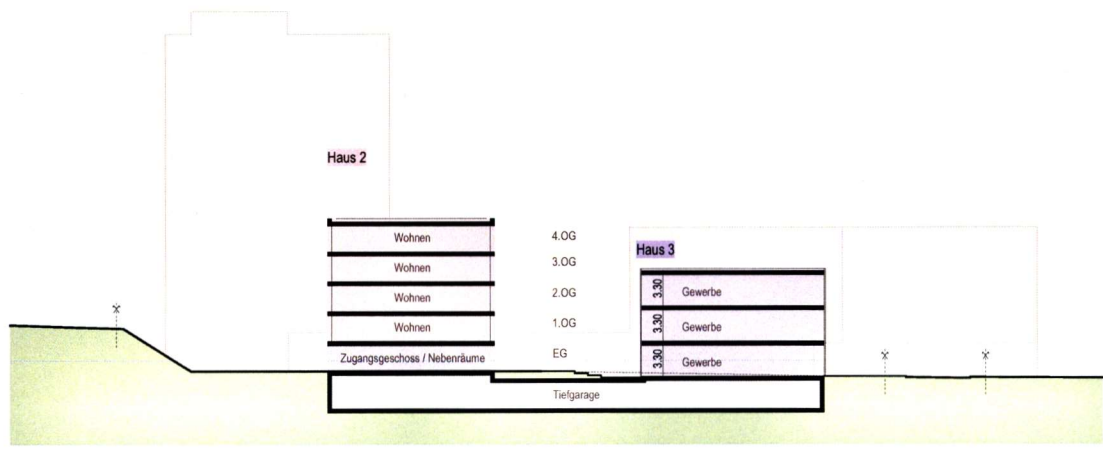 Haus 2
Wohnen
4.OG
Haus 3
Wohnen
3.OG
Wohnen
2.OG
3.30
Gewerbe
Wohnen
1.OG
3.30
Gewerbe
Zugangsgeschoss / Nebenräume
EG
3.30
Gewerbe
Tiefgarage